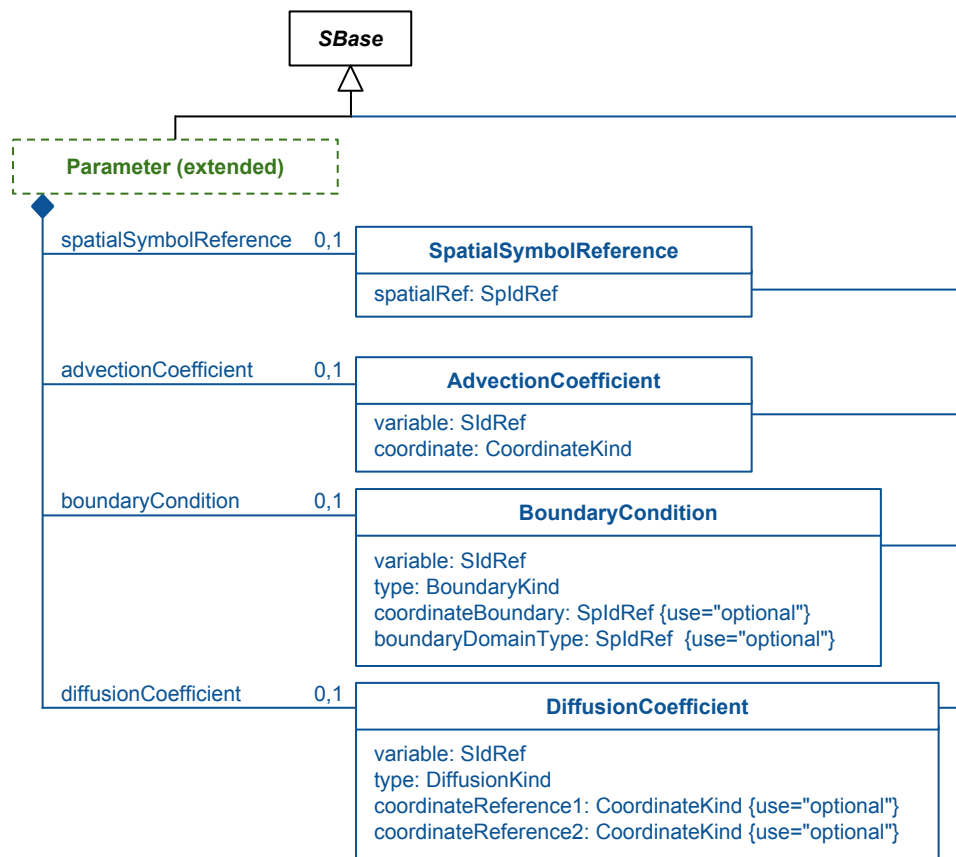 SBase
Parameter (extended)
spatialSymbolReference 0,1
SpatialSymbolReference
spatialRef: SpIdRef
advectionCoefficient 0,1
AdvectionCoefficient
variable: SIdRef
coordinate: CoordinateKind
boundaryCondition 0,1
BoundaryCondition
variable: SIdRef
type: BoundaryKind
coordinateBoundary: SpIdRef {use="optional"}
boundaryDomainType: SpIdRef {use="optional"}
diffusionCoefficient 0,1
DiffusionCoefficient
variable: SIdRef
type: DiffusionKind
coordinateReference1: CoordinateKind {use="optional"}
coordinateReference2: CoordinateKind {use="optional"}